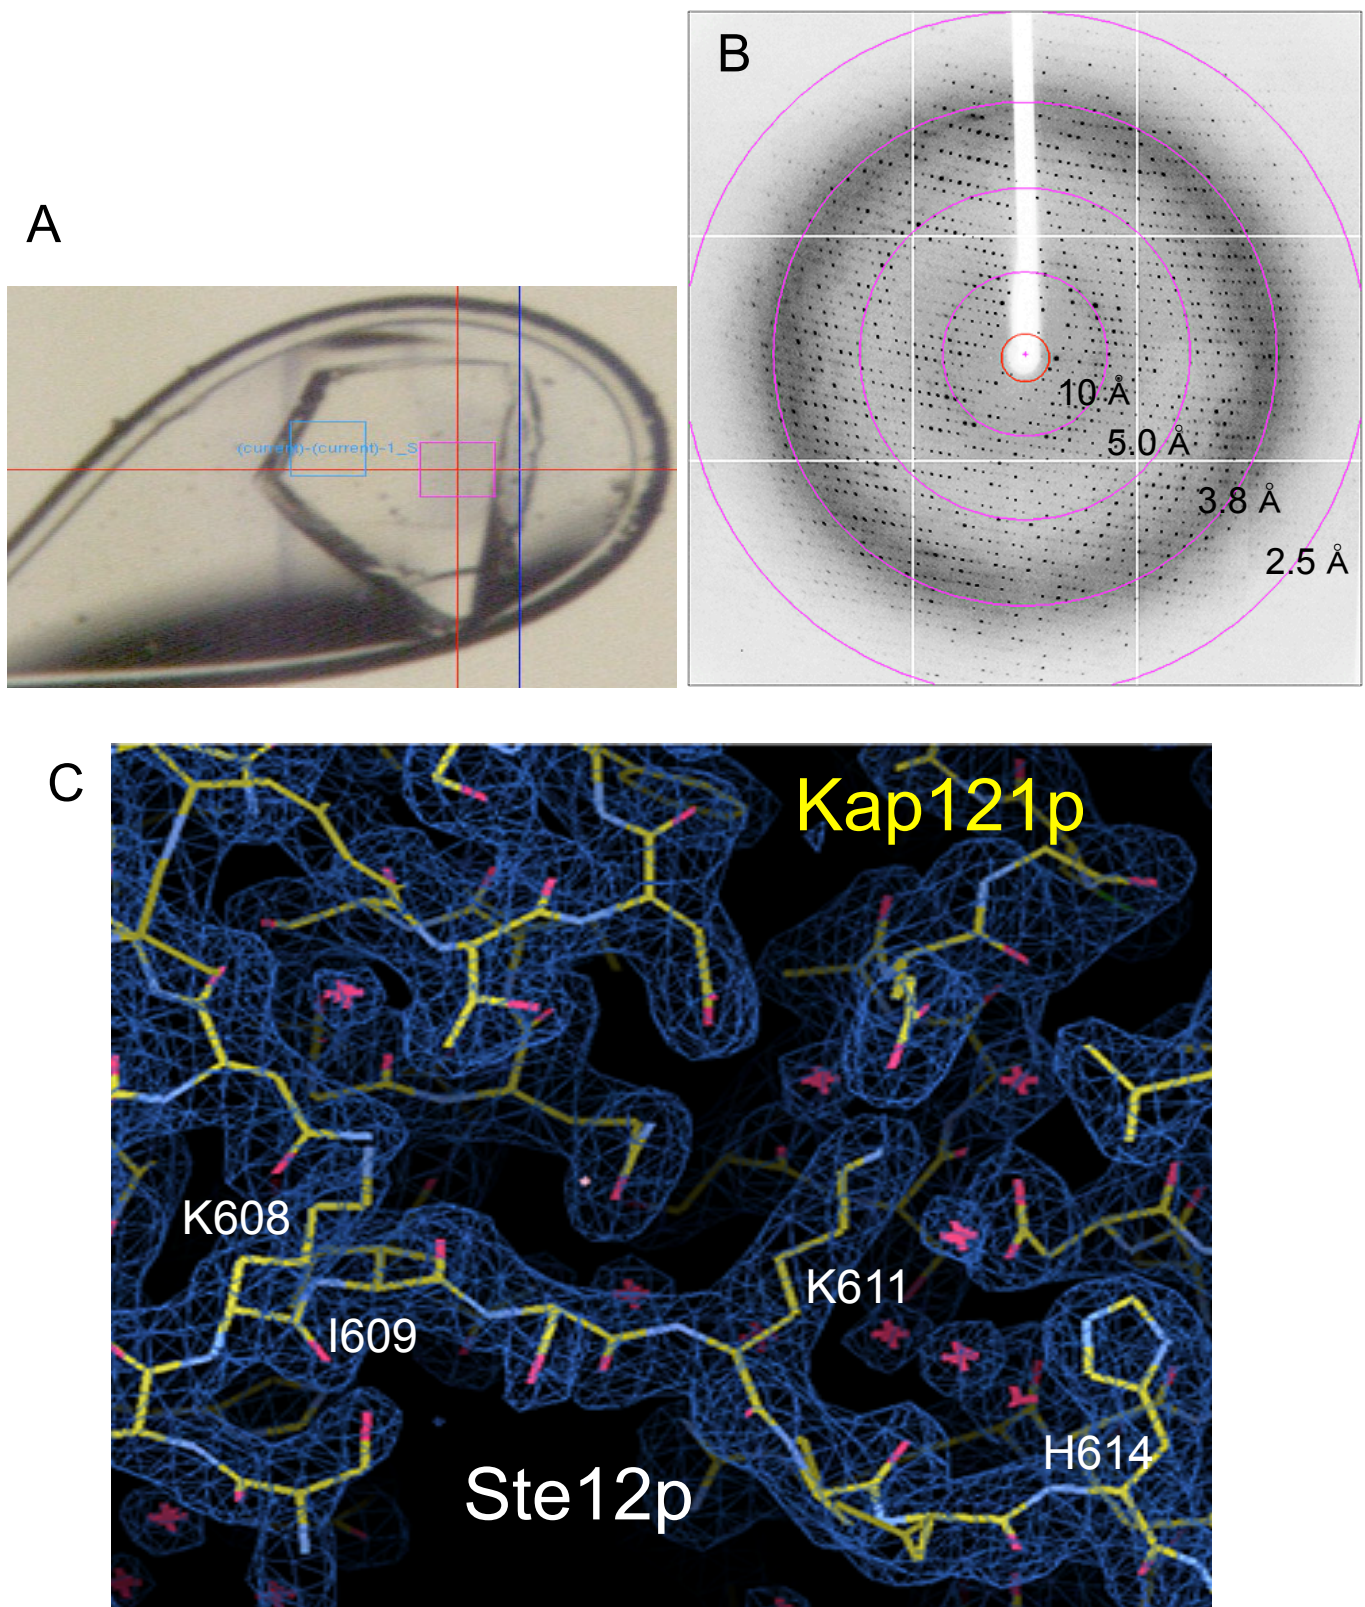 A
(current)-(current)-1_S
B
10 Å
5.0 Å
3.8 Å
2.5 Å
C
Kap121p
K608
I609
K611
H614
Ste12p